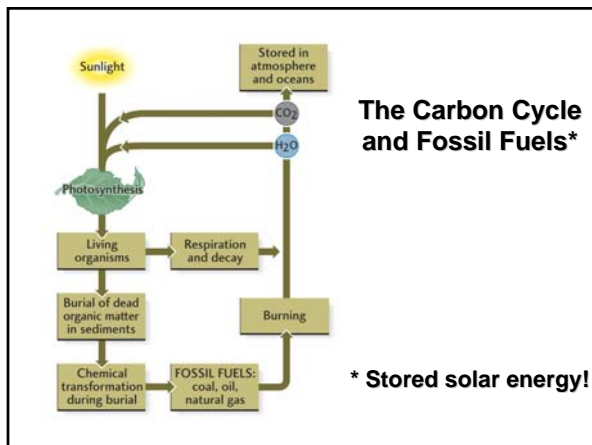 Sunlight
Stored in
atmosphere
and oceans
CO2
H2O
Photosynthesis
Living
organisms
Respiration
and decay
Burial of dead
organic matter
in sediments
Burning
Chemical
transformation
during burial
FOSSIL FUELS:
coal, oil,
natural gas
The Carbon Cycle
and Fossil Fuels*
* Stored solar energy!